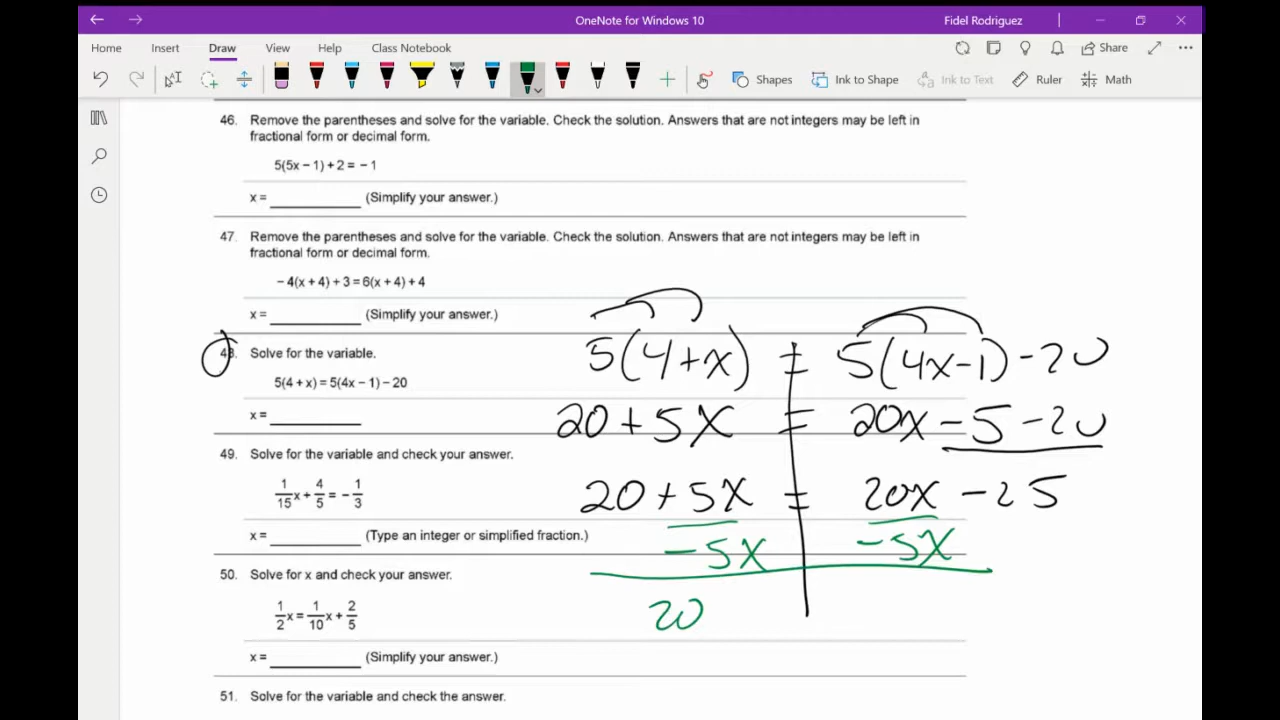 OneNote for Windows 10
Fidel Rodriguez
Home Insert Draw View Help Class Notebook Share
Shapes Ink to Shape Ink to Text Ruler Math
46. Remove the parentheses and solve for the variable. Check the solution. Answers that are not integers may be left in
fractional form or decimal form.
5(5x − 1) + 2 = − 1
x = ____________ (Simplify your answer.)
47. Remove the parentheses and solve for the variable. Check the solution. Answers that are not integers may be left in
fractional form or decimal form.
− 4(x + 4) + 3 = 6(x + 4) + 4
x = ____________ (Simplify your answer.)
48. Solve for the variable.
5(4 + x) = 5(4x − 1) − 20
x = ____________
5(4+x) = 5(4x-1)-20
20+5x = 20x-5-20
20+5x = 20x-25
-5x -5x
20
49. Solve for the variable and check your answer.
1/15 x + 4/5 = − 1/3
x = ____________ (Type an integer or simplified fraction.)
50. Solve for x and check your answer.
1/2 x = 1/10 x + 2/5
x = ____________ (Simplify your answer.)
51. Solve for the variable and check the answer.